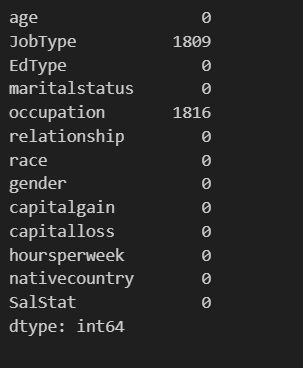 age 0
JobType 1809
EdType 0
maritalstatus 0
occupation 1816
relationship 0
race 0
gender 0
capitalgain 0
capitalloss 0
hoursperweek 0
nativecountry 0
SalStat 0
dtype: int64